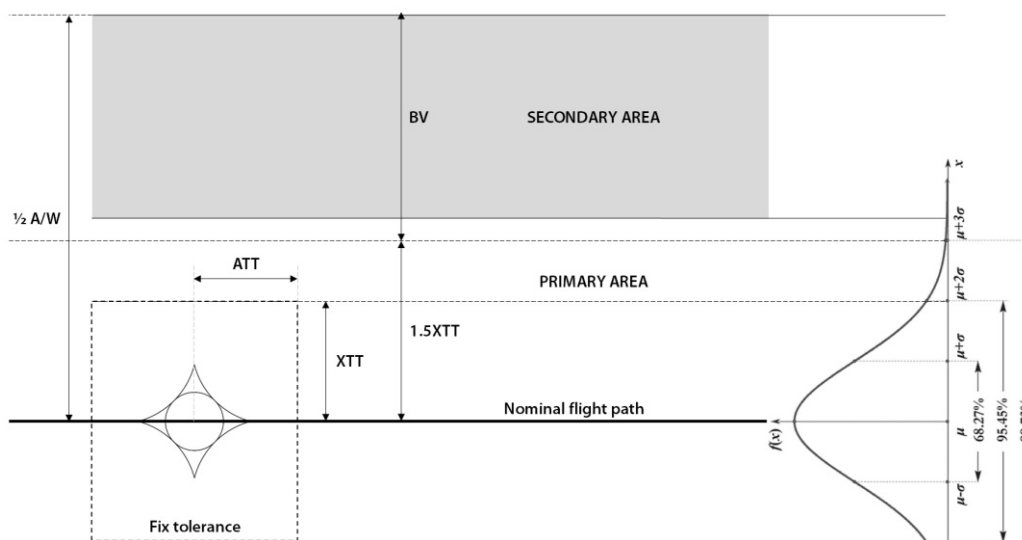 BV
SECONDARY AREA
x
½ A/W
μ+3σ
ATT
PRIMARY AREA
μ+2σ
1.5XTT
XTT
μ+σ
Nominal flight path
f(x)
μ
68.27%
95.45%
μ-σ
Fix tolerance